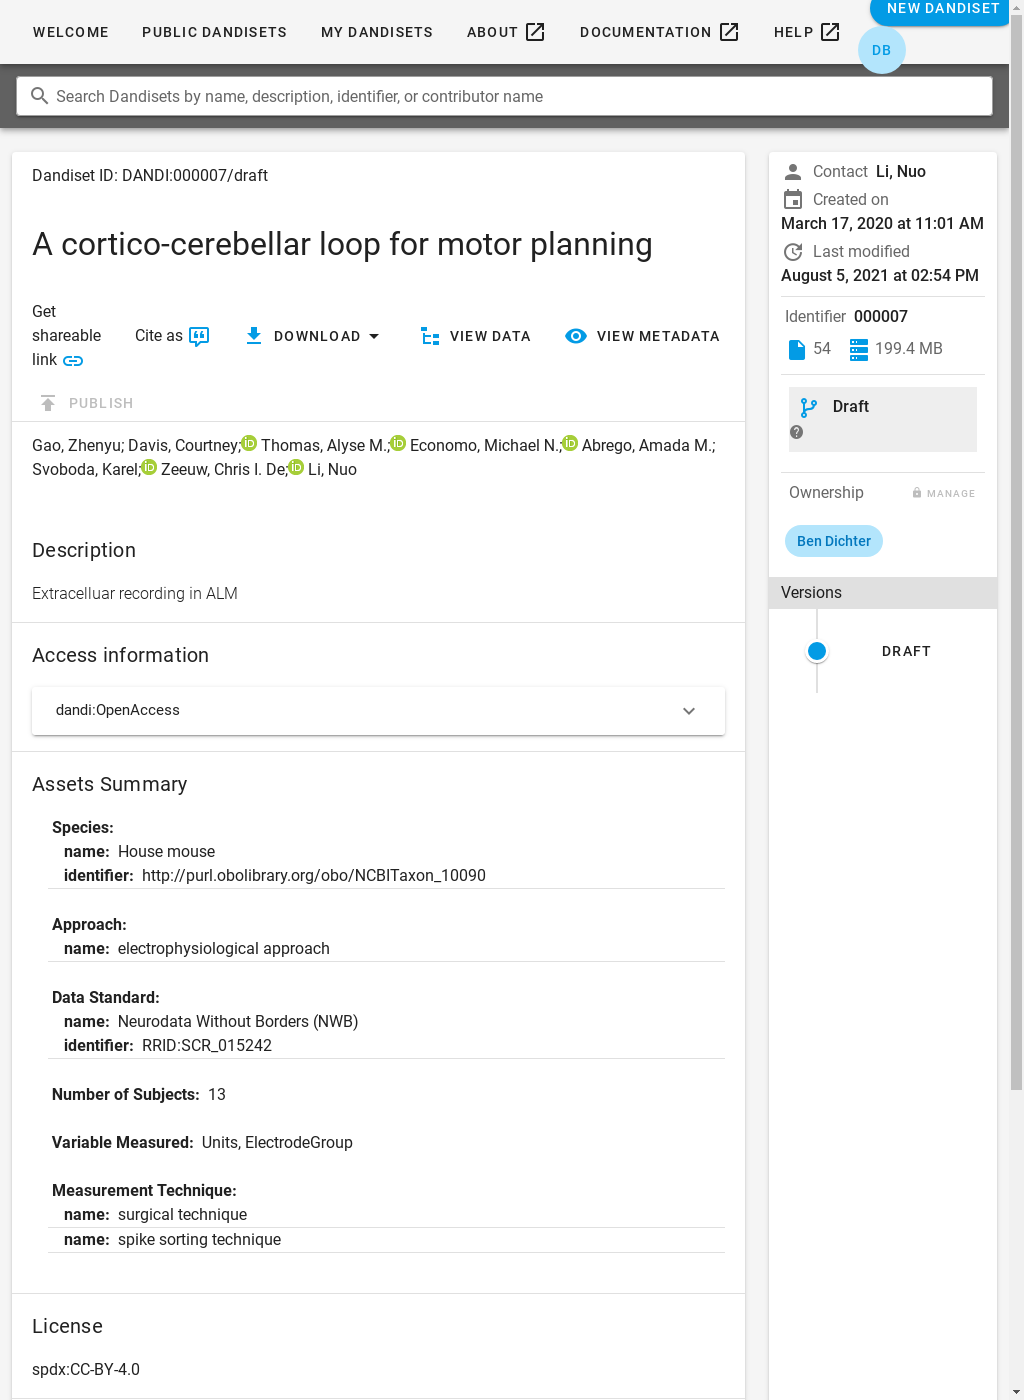 WELCOME
PUBLIC DANDISETS
MY DANDISETS
ABOUT
DOCUMENTATION
HELP
NEW DANDISET
DB
Search Dandisets by name, description, identifier, or contributor name
Dandiset ID: DANDI:000007/draft
A cortico-cerebellar loop for motor planning
Get
shareable
link
Cite as
DOWNLOAD
VIEW DATA
VIEW METADATA
PUBLISH
Gao, Zhenyu; Davis, Courtney; Thomas, Alyse M.; Economo, Michael N.; Abrego, Amada M.;
Svoboda, Karel; Zeeuw, Chris I. De; Li, Nuo
Description
Extracelluar recording in ALM
Access information
dandi:OpenAccess
Assets Summary
Species:
name: House mouse
identifier: http://purl.obolibrary.org/obo/NCBITaxon_10090
Approach:
name: electrophysiological approach
Data Standard:
name: Neurodata Without Borders (NWB)
identifier: RRID:SCR_015242
Number of Subjects: 13
Variable Measured: Units, ElectrodeGroup
Measurement Technique:
name: surgical technique
name: spike sorting technique
License
spdx:CC-BY-4.0
Contact Li, Nuo
Created on
March 17, 2020 at 11:01 AM
Last modified
August 5, 2021 at 02:54 PM
Identifier 000007
54
199.4 MB
Draft
Ownership
MANAGE
Ben Dichter
Versions
DRAFT